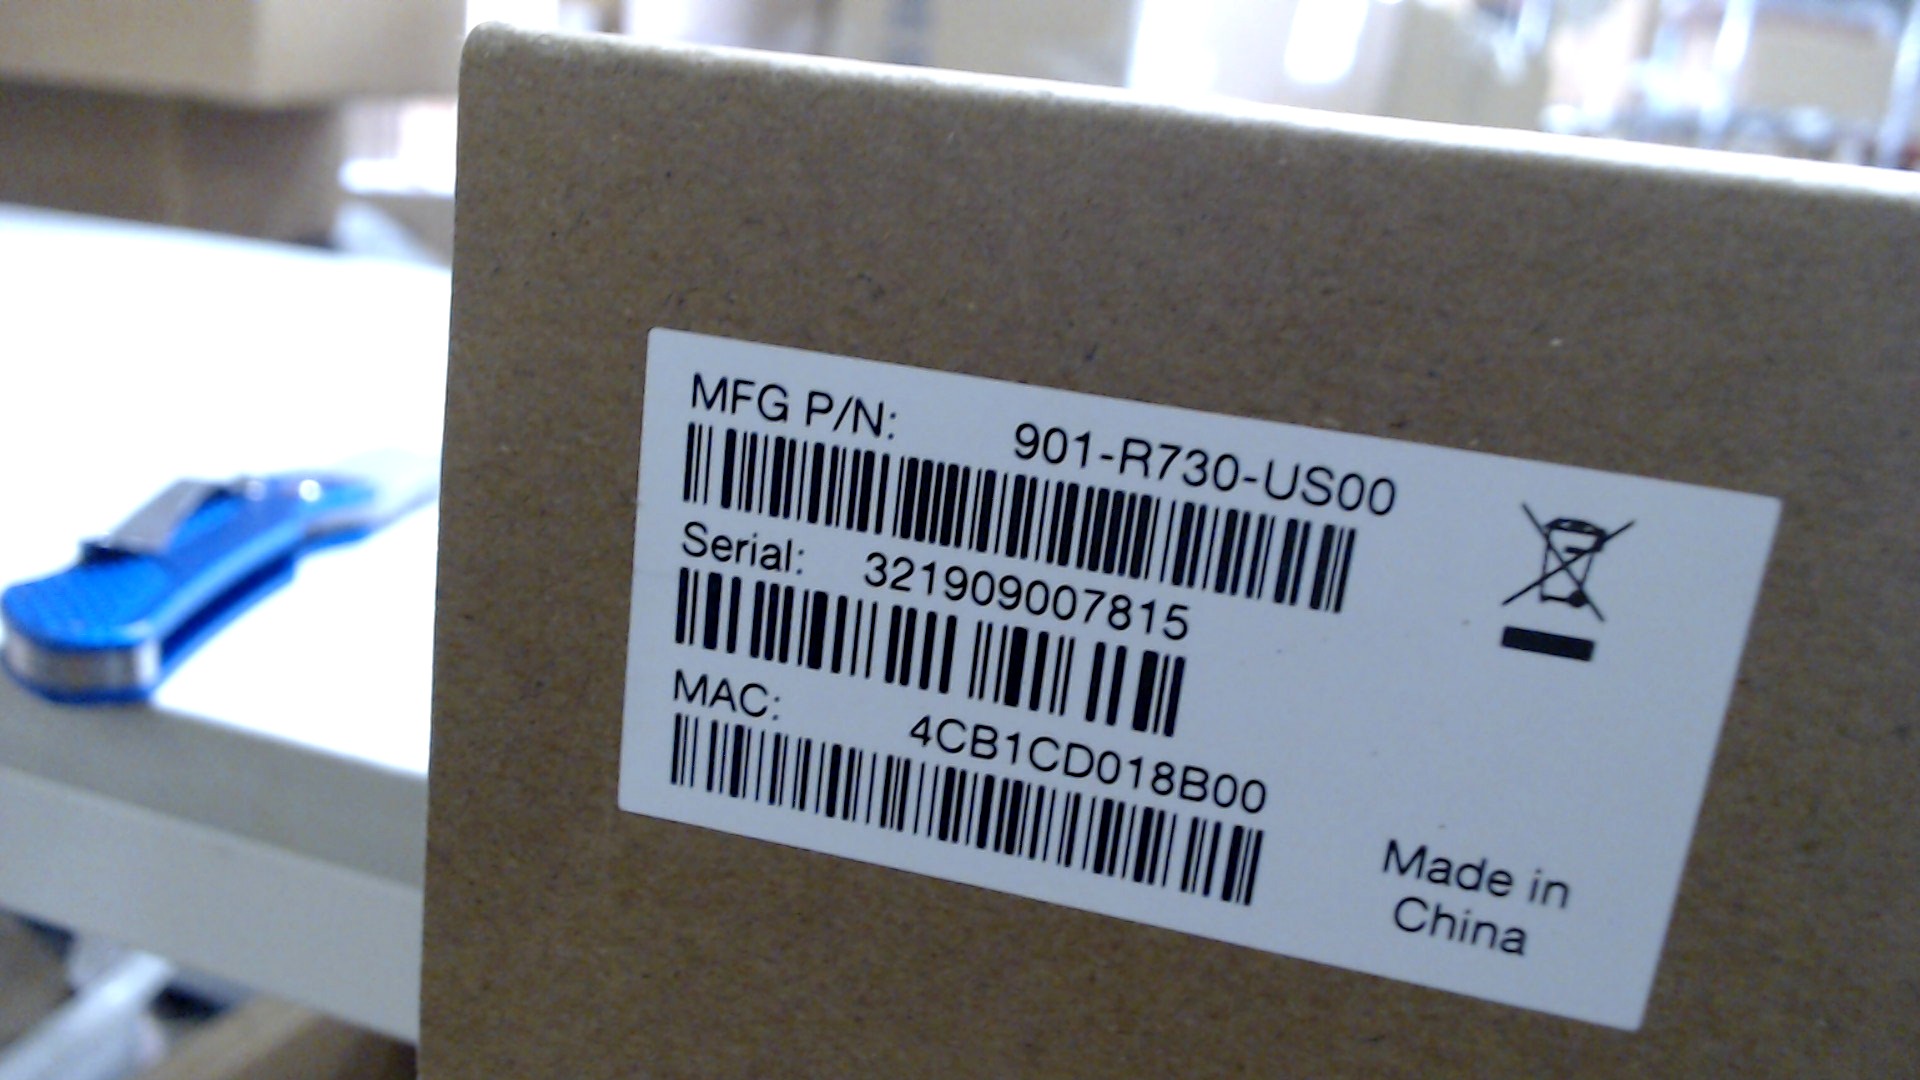 MFG P/N: 901-R730-US00
Serial: 321909007815
MAC: 4CB1CD018B00
Made in
China